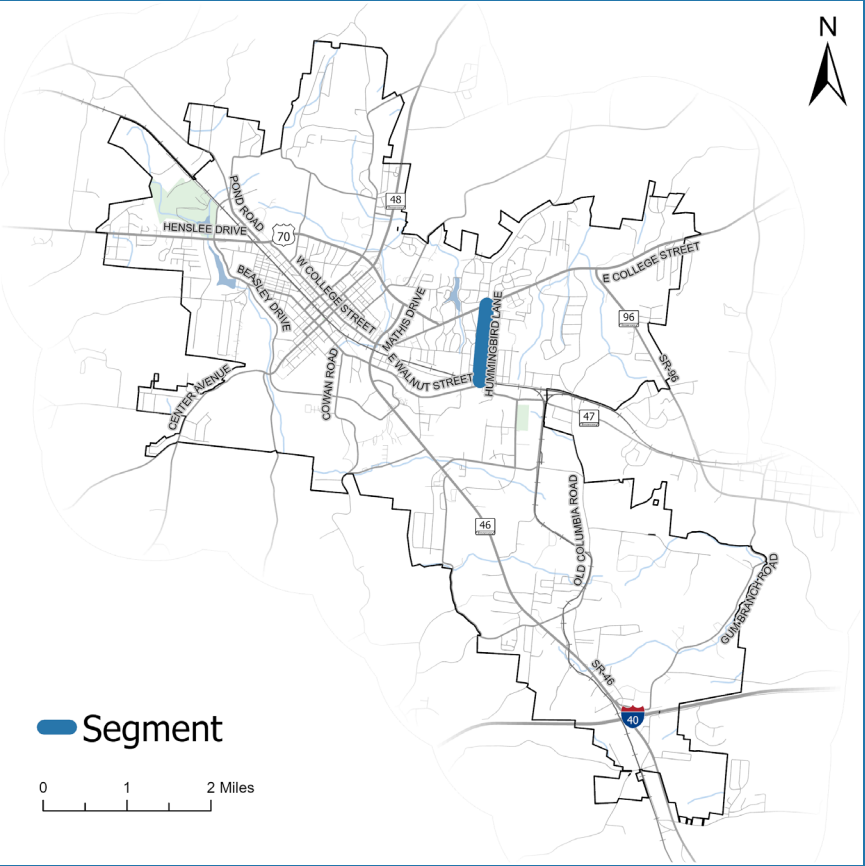 N
48
POND ROAD
HENSLEE DRIVE
70
W COLLEGE STREET
BEASLEY DRIVE
E COLLEGE STREET
MATHIS DRIVE
HUMMINGBIRD LANE
96
SR-96
E WALNUT STREET
COWAN ROAD
CENTER AVENUE
47
46
OLD COLUMBIA ROAD
GUM BRANCH ROAD
SR-46
40
Segment
0 1 2 Miles